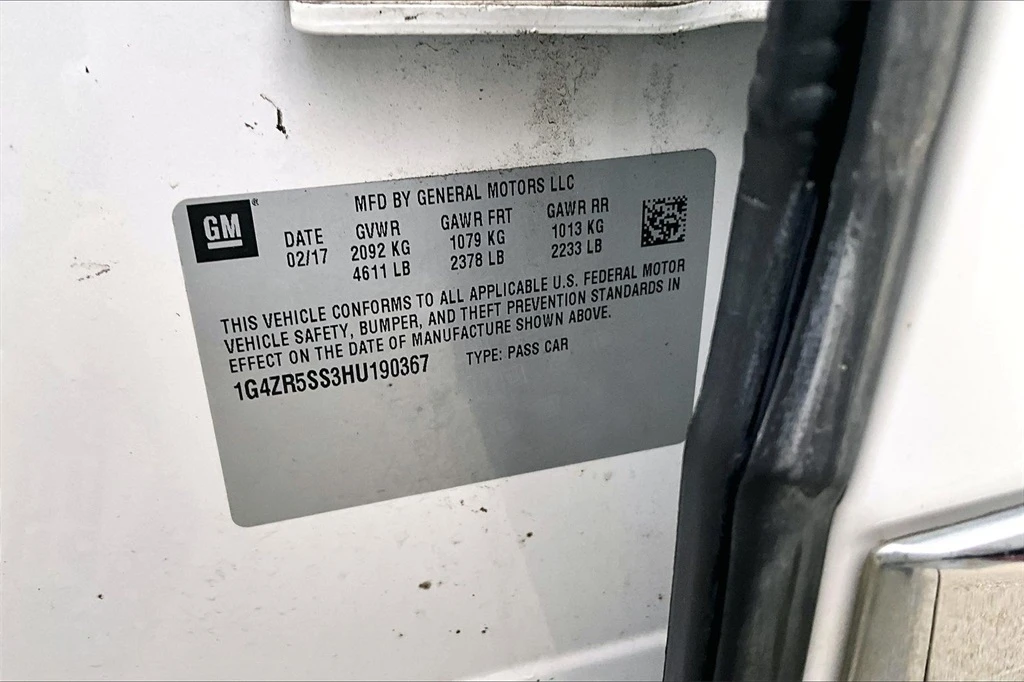 MFD BY GENERAL MOTORS LLC
GM®
DATE GVWR GAWR FRT GAWR RR
02/17 2092 KG 1079 KG 1013 KG
4611 LB 2378 LB 2233 LB
THIS VEHICLE CONFORMS TO ALL APPLICABLE U.S. FEDERAL MOTOR
VEHICLE SAFETY, BUMPER, AND THEFT PREVENTION STANDARDS IN
EFFECT ON THE DATE OF MANUFACTURE SHOWN ABOVE.
1G4ZR5SS3HU190367 TYPE: PASS CAR